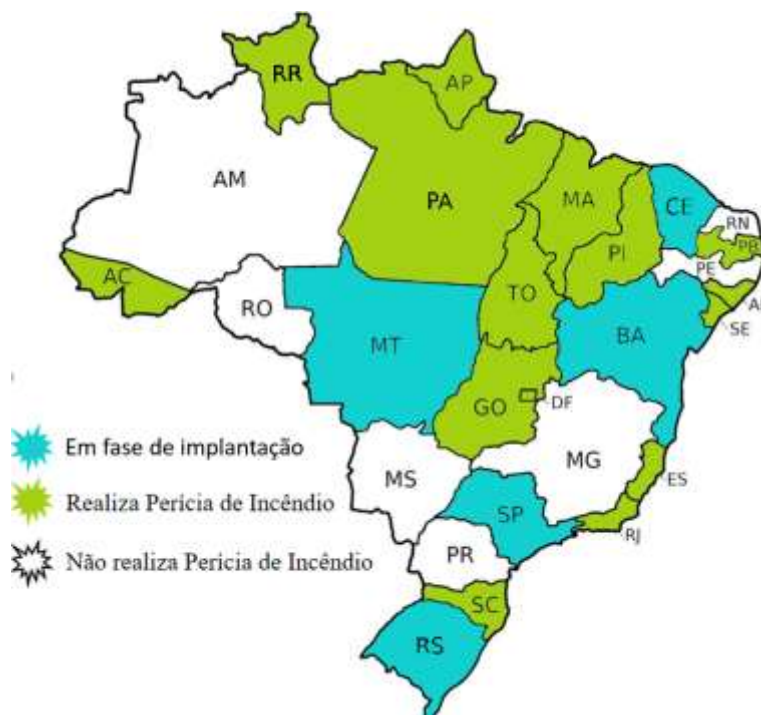 RR
AP
AM
PA
MA
CE
RN
PB
PI
PE
AC
TO
SE
RO
MT
BA
GO
DF
Em fase de implantação
MS
MG
ES
Realiza Perícia de Incêndio
SP
RJ
Não realiza Perícia de Incêndio
PR
SC
RS